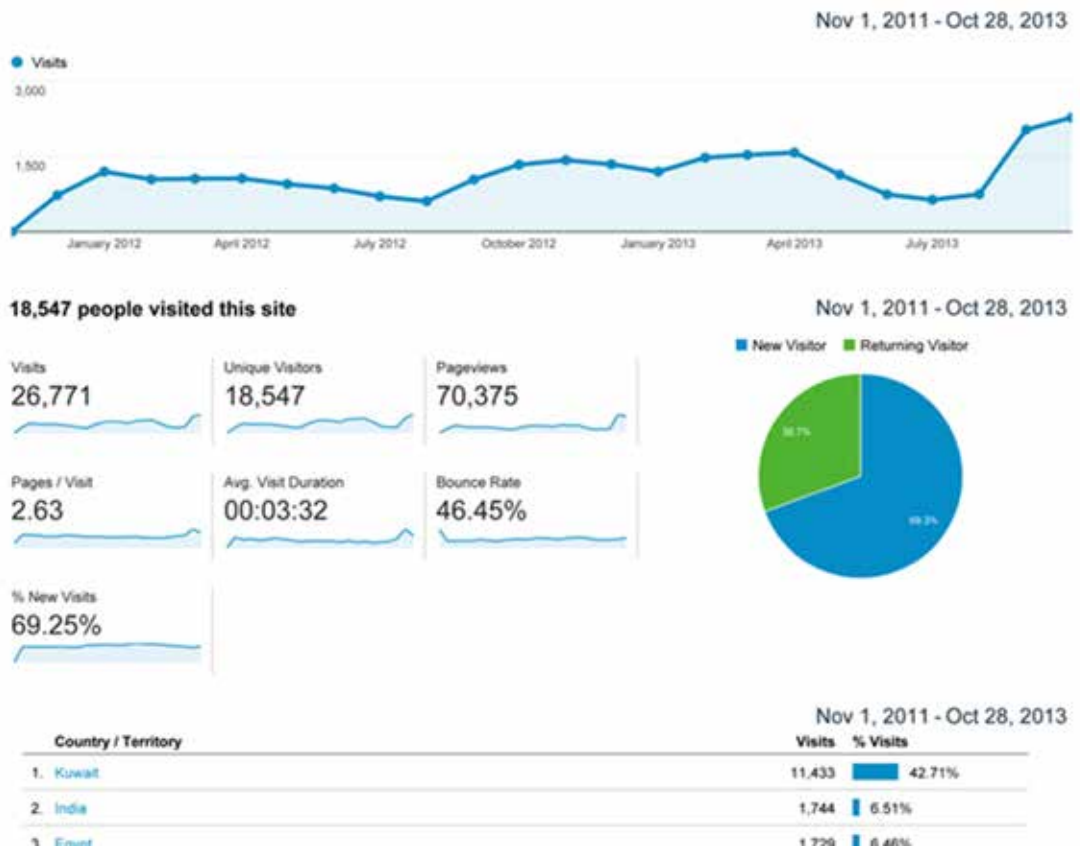 Nov 1, 2011 - Oct 28, 2013
Visits
3,000
1,500
January 2012 April 2012 July 2012 October 2012 January 2013 April 2013 July 2013
18,547 people visited this site
Nov 1, 2011 - Oct 28, 2013
New Visitor Returning Visitor
Visits Unique Visitors Pageviews
26,771 18,547 70,375
30.7%
Pages / Visit Avg. Visit Duration Bounce Rate
2.63 00:03:32 46.45%
69.3%
% New Visits
69.25%
Nov 1, 2011 - Oct 28, 2013
Country / Territory Visits % Visits
1. Kuwait 11,433 42.71%
2. India 1,744 6.51%
3. Egypt 1,729 6.46%